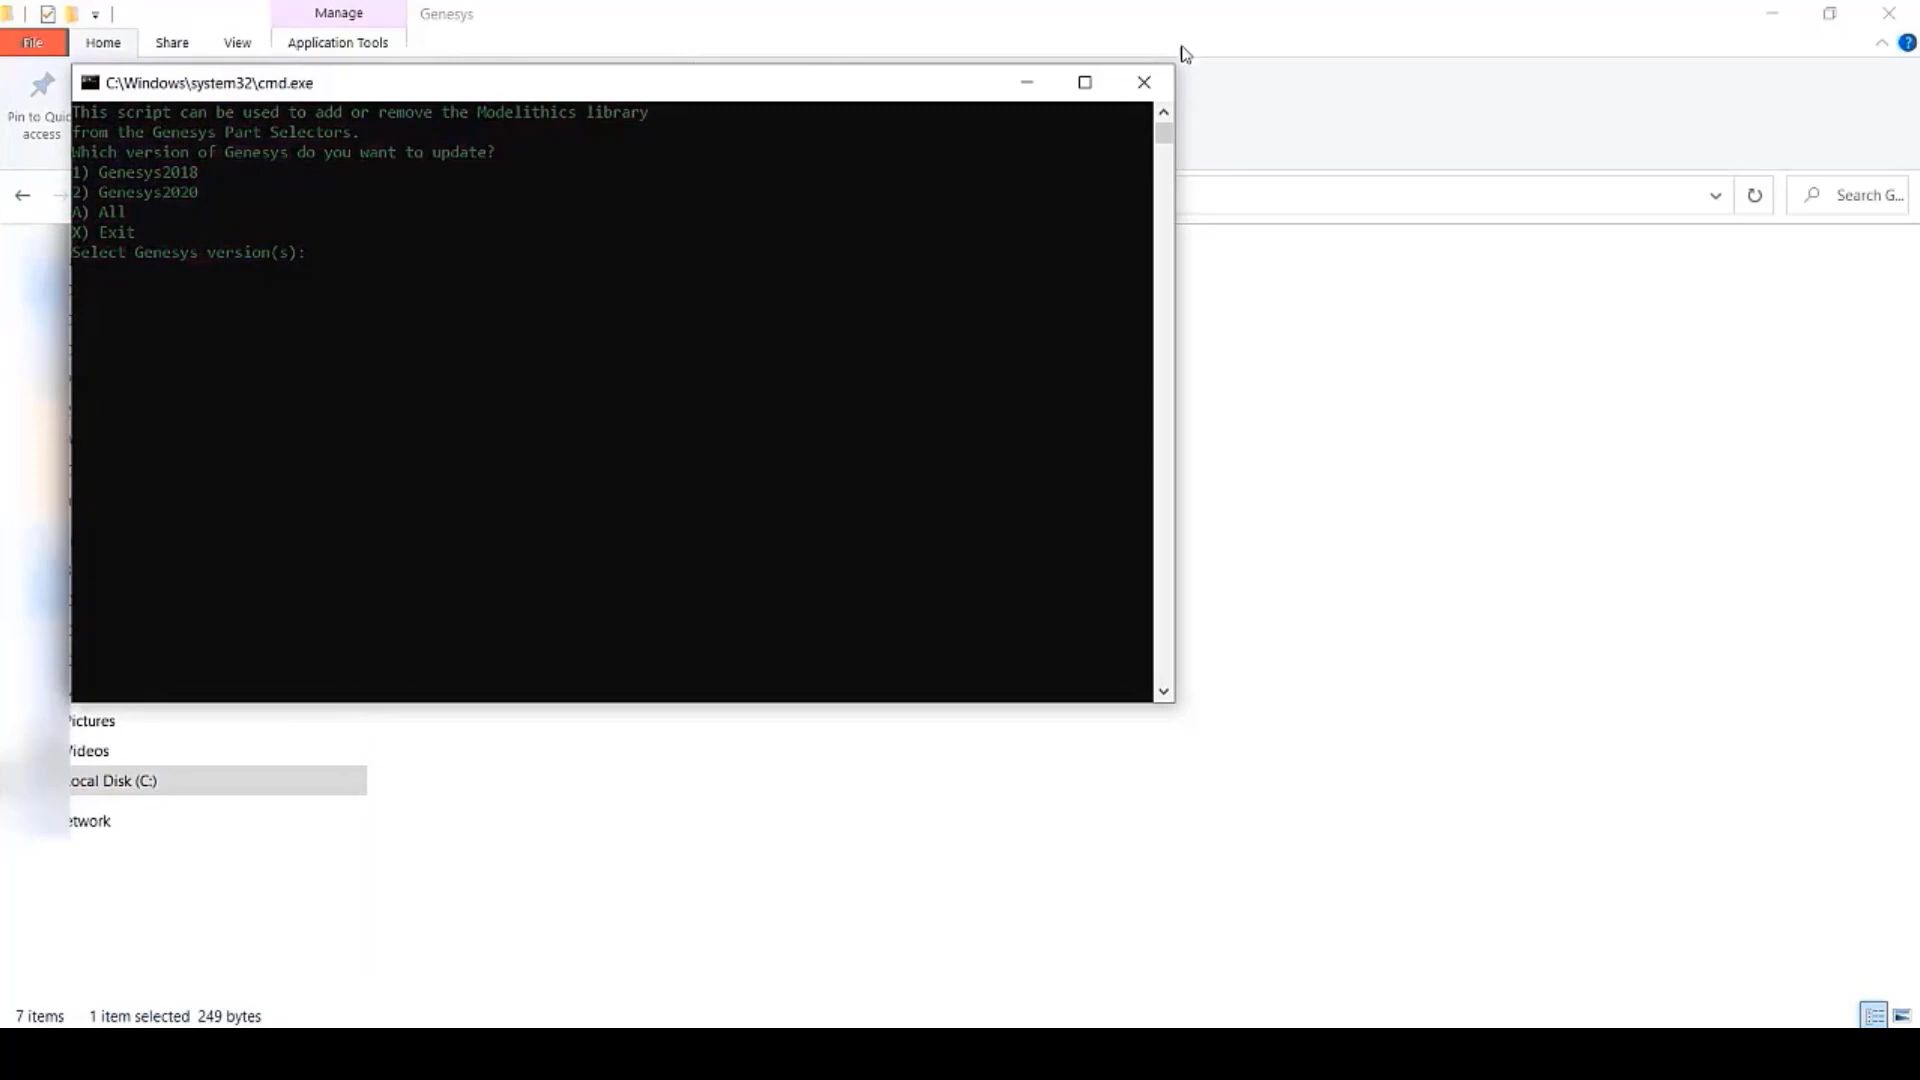 Manage
Genesys
File
Home
Share
View
Application Tools
?
C:\Windows\system32\cmd.exe
Pin to Quic
access
This script can be used to add or remove the Modelithics library
from the Genesys Part Selectors.
Which version of Genesys do you want to update?
1) Genesys2018
2) Genesys2020
A) All
X) Exit
Select Genesys version(s):
Search G...
Pictures
Videos
ocal Disk (C:)
etwork
7 items
1 item selected 249 bytes